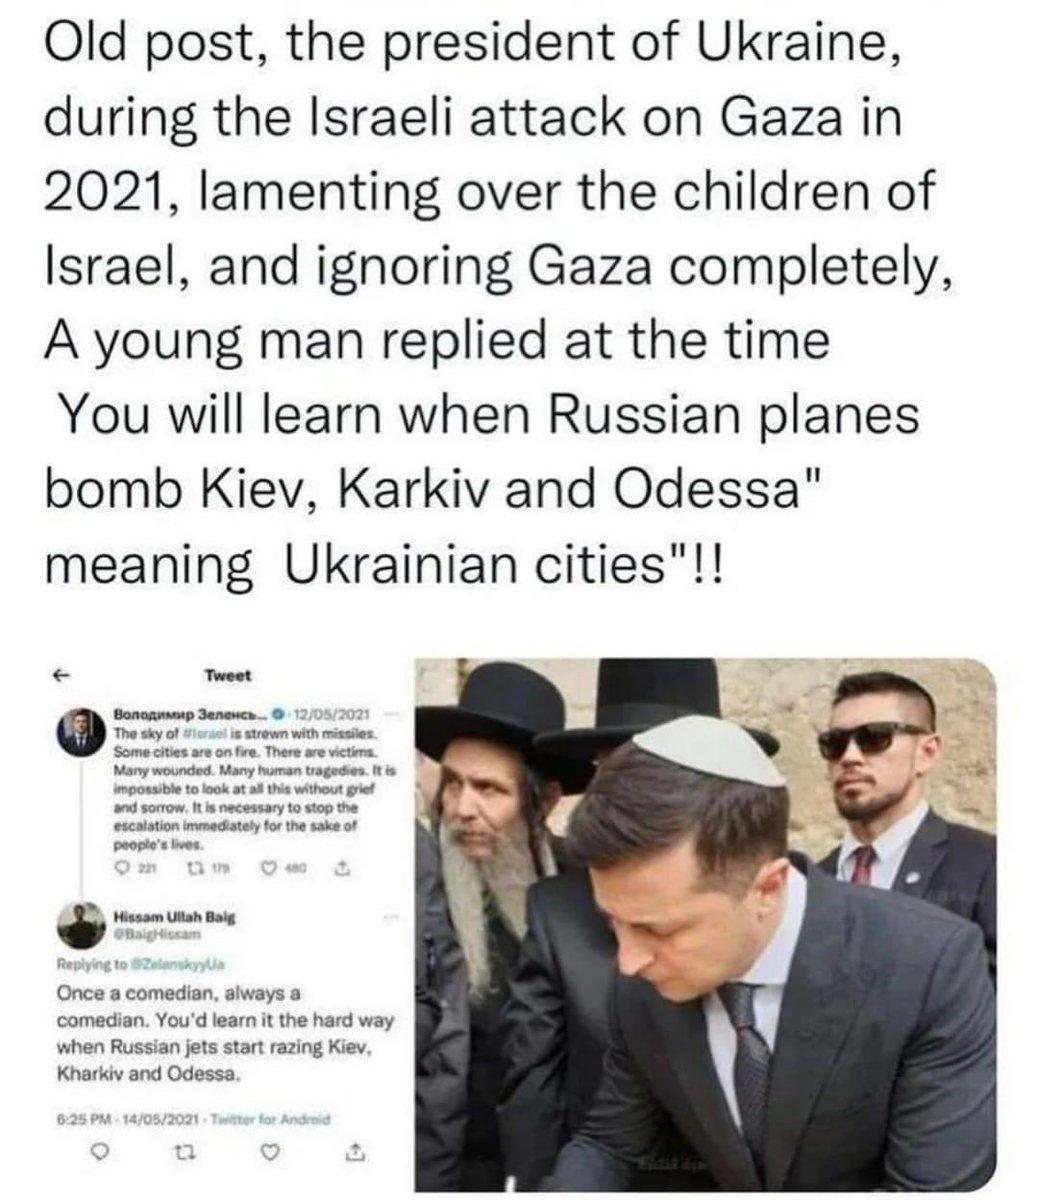 Old post, the president of Ukraine,
during the Israeli attack on Gaza in
2021, lamenting over the children of
Israel, and ignoring Gaza completely,
A young man replied at the time
You will learn when Russian planes
bomb Kiev, Karkiv and Odessa"
meaning Ukrainian cities"!!
Tweet
Володимир Зеленсь... · 12/05/2021
The sky of #Israel is strewn with missiles.
Some cities are on fire. There are victims.
Many wounded. Many human tragedies. It is
impossible to look at all this without grief
and sorrow. It is necessary to stop the
escalation immediately for the sake of
people's lives.
221 179 480
Hissam Ullah Baig
@BaigHissam
Replying to @ZelenskyyUa
Once a comedian, always a
comedian. You'd learn it the hard way
when Russian jets start razing Kiev,
Kharkiv and Odessa.
6:25 PM · 14/05/2021 · Twitter for Android